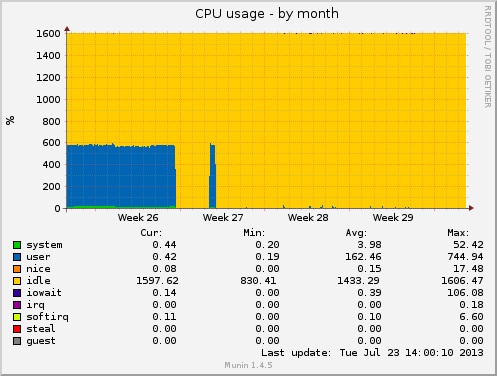 CPU usage - by month
RRDTOOL / TOBI OETIKER
%
1600
1400
1200
1000
800
600
400
200
0
Week 26 Week 27 Week 28 Week 29
Cur: Min: Avg: Max:
system 0.44 0.20 3.98 52.42
user 0.42 0.19 162.46 744.94
nice 0.08 0.00 0.15 17.48
idle 1597.62 830.41 1433.29 1606.47
iowait 0.14 0.00 0.39 106.08
irq 0.00 0.00 0.00 0.18
softirq 0.11 0.00 0.10 6.60
steal 0.00 0.00 0.00 0.00
guest 0.00 0.00 0.00 0.00
Last update: Tue Jul 23 14:00:10 2013
Munin 1.4.5